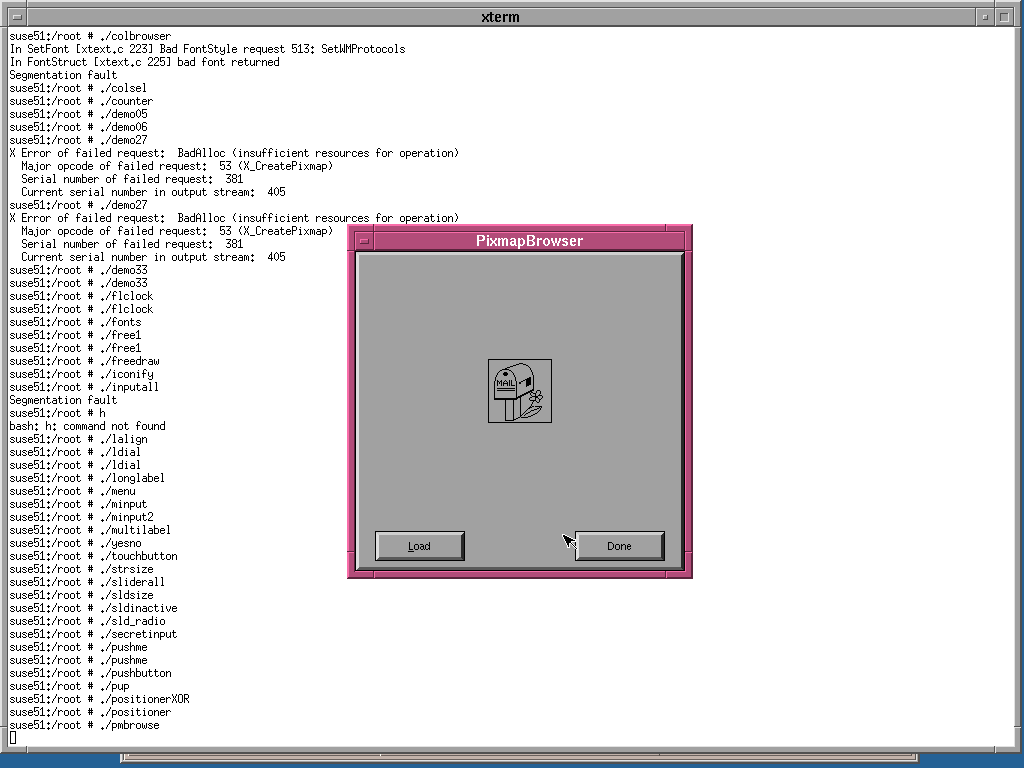 xterm
suse51:/root # ./colbrowser
In SetFont [xtext.c 223] Bad FontStyle request 513: SetWMProtocols
In FontStruct [xtext.c 225] bad font returned
Segmentation fault
suse51:/root # ./colsel
suse51:/root # ./counter
suse51:/root # ./demo05
suse51:/root # ./demo06
suse51:/root # ./demo27
X Error of failed request:  BadAlloc (insufficient resources for operation)
  Major opcode of failed request:  53 (X_CreatePixmap)
  Serial number of failed request:  381
  Current serial number in output stream:  405
suse51:/root # ./demo27
X Error of failed request:  BadAlloc (insufficient resources for operation)
  Major opcode of failed request:  53 (X_CreatePixmap)
  Serial number of failed request:  381
  Current serial number in output stream:  405
suse51:/root # ./demo33
suse51:/root # ./demo33
suse51:/root # ./flclock
suse51:/root # ./flclock
suse51:/root # ./fonts
suse51:/root # ./free1
suse51:/root # ./free1
suse51:/root # ./freedraw
suse51:/root # ./iconify
suse51:/root # ./inputall
Segmentation fault
suse51:/root # h
bash: h: command not found
suse51:/root # ./lalign
suse51:/root # ./ldial
suse51:/root # ./ldial
suse51:/root # ./longlabel
suse51:/root # ./menu
suse51:/root # ./minput
suse51:/root # ./minput2
suse51:/root # ./multilabel
suse51:/root # ./yesno
suse51:/root # ./touchbutton
suse51:/root # ./strsize
suse51:/root # ./sliderall
suse51:/root # ./sldsize
suse51:/root # ./sldinactive
suse51:/root # ./sld_radio
suse51:/root # ./secretinput
suse51:/root # ./pushme
suse51:/root # ./pushme
suse51:/root # ./pushbutton
suse51:/root # ./pup
suse51:/root # ./positionerXOR
suse51:/root # ./positioner
suse51:/root # ./pmbrowse
PixmapBrowser
MAIL
Load
Done